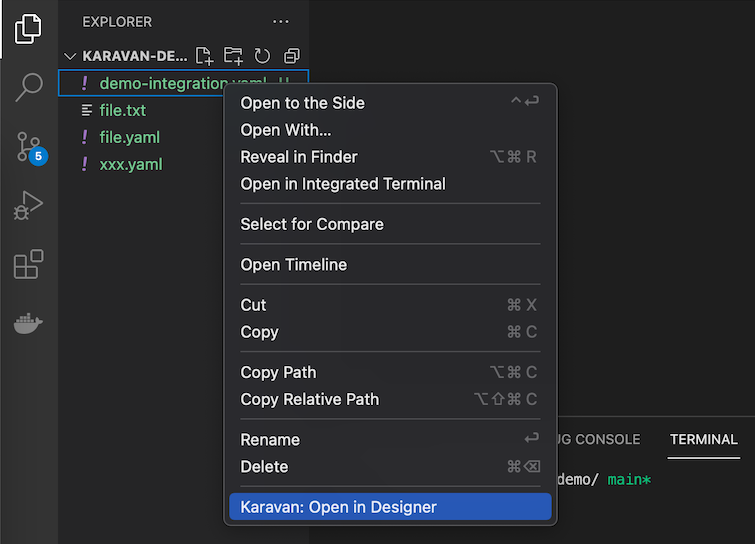 EXPLORER
KARAVAN-DE...
demo-integration.yaml U
file.txt
file.yaml
xxx.yaml
5
Open to the Side ^⏎
Open With...
Reveal in Finder ⌥⌘ R
Open in Integrated Terminal
Select for Compare
Open Timeline
Cut ⌘ X
Copy ⌘ C
Copy Path ⌥⌘ C
Copy Relative Path ⌥⇧⌘ C
Rename ⏎
Delete ⌘⌫
Karavan: Open in Designer
UG CONSOLE TERMINAL
demo/ main*